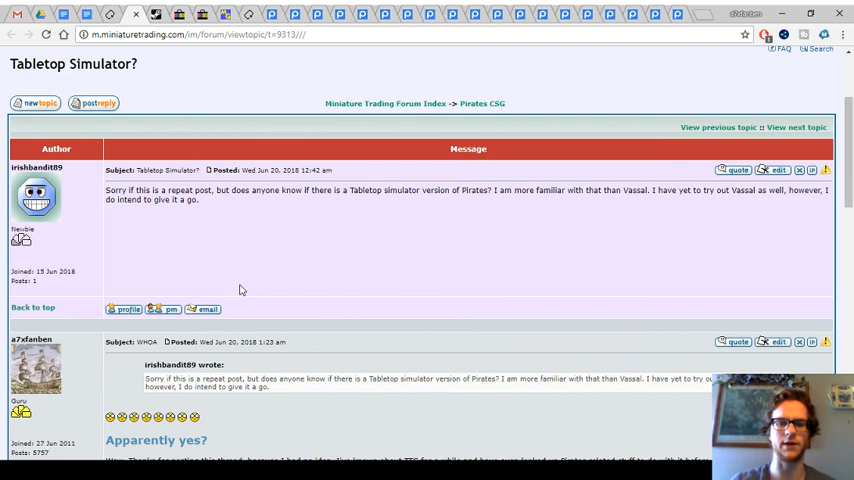 a7xfanben
m.miniaturetrading.com/im/forum/viewtopic/t=9313///
FAQ Search
Tabletop Simulator?
newtopic postreply
Miniature Trading Forum Index -> Pirates CSG
View previous topic :: View next topic
Author Message
irishbandit89
Subject: Tabletop Simulator? Posted: Wed Jun 20, 2018 12:42 am
quote edit X IP
Sorry if this is a repeat post, but does anyone know if there is a Tabletop simulator version of Pirates? I am more familiar with that than Vassal. I have yet to try out Vassal as well, however, I
do intend to give it a go.
Newbie
Joined: 15 Jun 2018
Posts: 1
Back to top
profile pm email
a7xfanben
Subject: WHOA Posted: Wed Jun 20, 2018 1:23 am
quote edit X IP
irishbandit89 wrote:
Sorry if this is a repeat post, but does anyone know if there is a Tabletop simulator version of Pirates? I am more familiar with that than Vassal. I have yet to try ou
however, I do intend to give it a go.
Guru
Apparently yes?
Joined: 27 Jun 2011
Posts: 5757